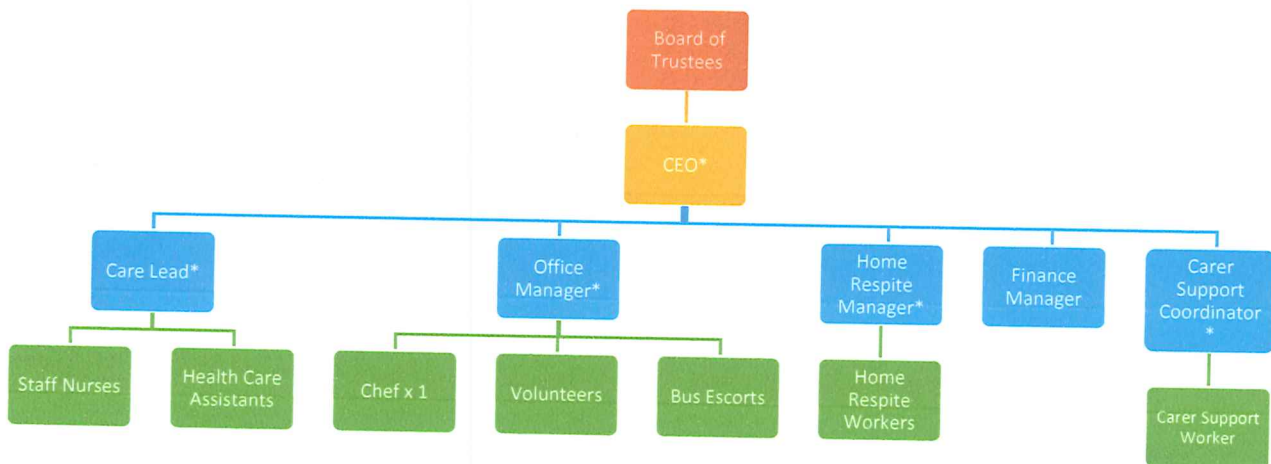 Board of
Trustees
CEO*
Care Lead*
Office
Manager*
Home
Respite
Manager*
Finance
Manager
Carer
Support
Coordinator
*
Staff Nurses
Health Care
Assistants
Chef x 1
Volunteers
Bus Escorts
Home
Respite
Workers
Carer Support
Worker